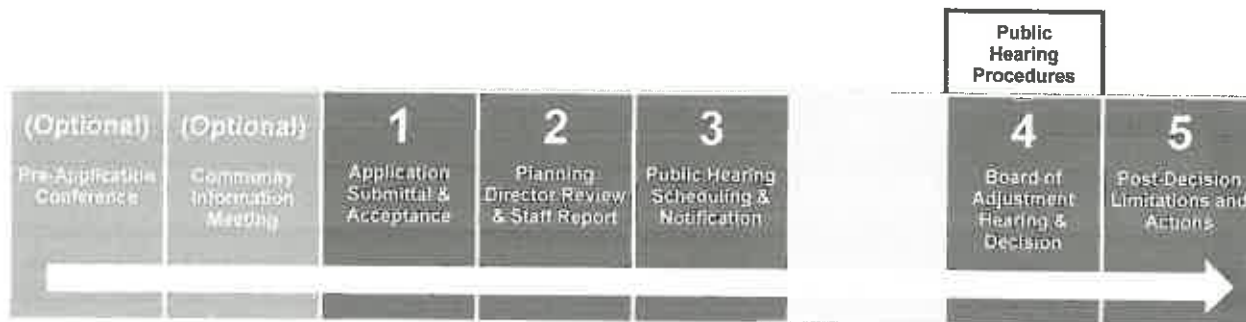 Public
Hearing
Procedures
(Optional)
Pre-Application
Conference
(Optional)
Community
Information
Meeting
1
Application
Submittal &
Acceptance
2
Planning
Director Review
& Staff Report
3
Public Hearing
Scheduling &
Notification
4
Board of
Adjustment
Hearing &
Decision
5
Post-Decision
Limitations and
Actions